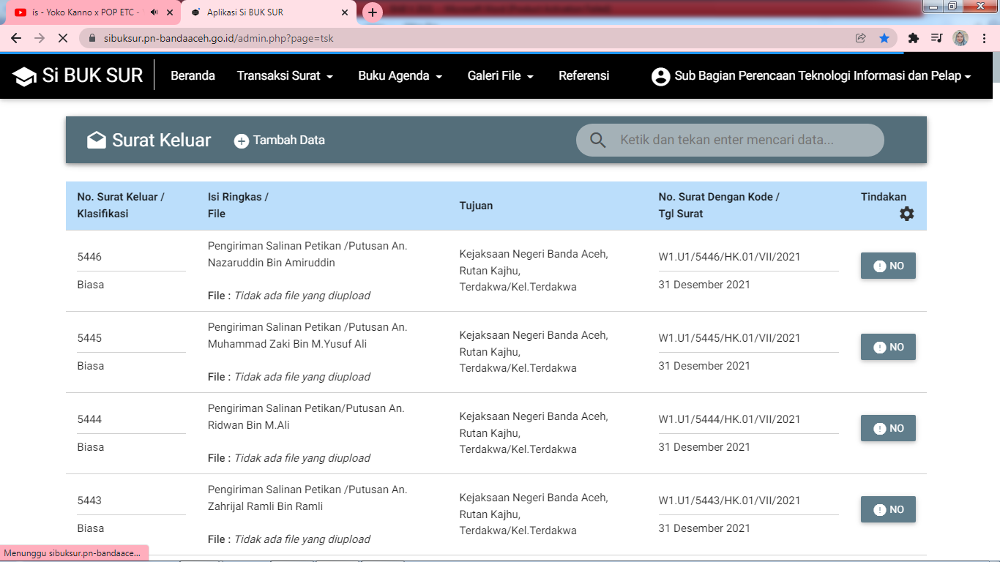 ís - Yoko Kanno x POP ETC -
Aplikasi Si BUK SUR
sibuksur.pn-bandaaceh.go.id/admin.php?page=tsk
Si BUK SUR
Beranda
Transaksi Surat
Buku Agenda
Galeri File
Referensi
Sub Bagian Perencaan Teknologi Informasi dan Pelap
Surat Keluar
Tambah Data
Ketik dan tekan enter mencari data...
No. Surat Keluar /
Klasifikasi
Isi Ringkas /
File
Tujuan
No. Surat Dengan Kode /
Tgl Surat
Tindakan
5446
Biasa
Pengiriman Salinan Petikan /Putusan An.
Nazaruddin Bin Amiruddin
File : Tidak ada file yang diupload
Kejaksaan Negeri Banda Aceh,
Rutan Kajhu,
Terdakwa/Kel.Terdakwa
W1.U1/5446/HK.01/VII/2021
31 Desember 2021
NO
5445
Biasa
Pengiriman Salinan Petikan /Putusan An.
Muhammad Zaki Bin M.Yusuf Ali
File : Tidak ada file yang diupload
Kejaksaan Negeri Banda Aceh,
Rutan Kajhu,
Terdakwa/Kel.Terdakwa
W1.U1/5445/HK.01/VII/2021
31 Desember 2021
NO
5444
Biasa
Pengiriman Salinan Petikan/Putusan An.
Ridwan Bin M.Ali
File : Tidak ada file yang diupload
Kejaksaan Negeri Banda Aceh,
Rutan Kajhu,
Terdakwa/Kel.Terdakwa
W1.U1/5444/HK.01/VII/2021
31 Desember 2021
NO
5443
Biasa
Pengiriman Salinan Petikan /Putusan An.
Zahrijal Ramli Bin Ramli
File : Tidak ada file yang diupload
Kejaksaan Negeri Banda Aceh,
Rutan Kajhu,
Terdakwa/Kel.Terdakwa
W1.U1/5443/HK.01/VII/2021
31 Desember 2021
NO
Menunggu sibuksur.pn-bandaace...